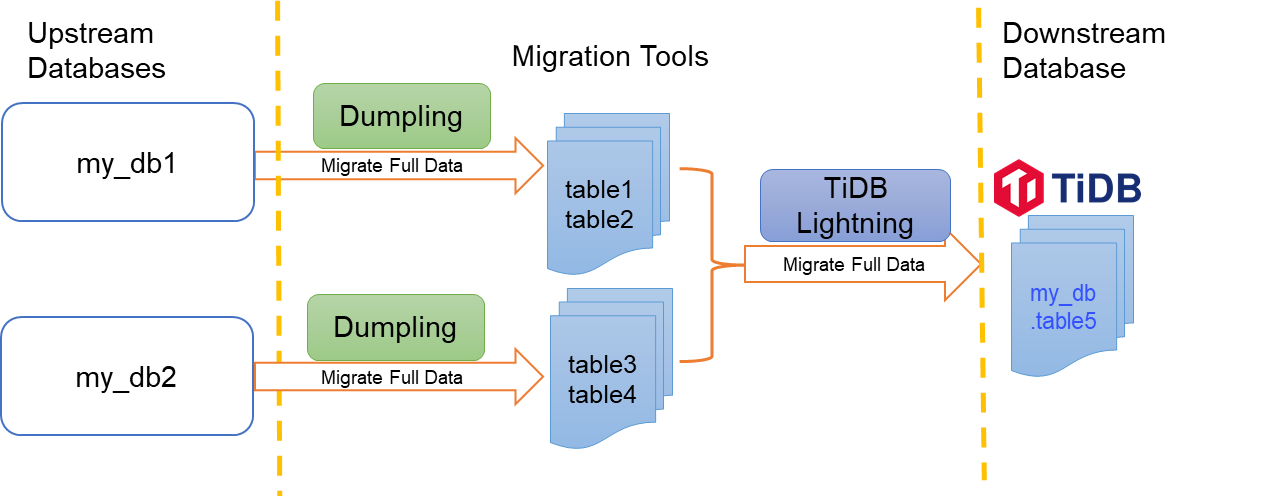 Upstream
Databases
Migration Tools
Downstream
Database
my_db1
Dumpling
Migrate Full Data
table1
table2
my_db2
Dumpling
Migrate Full Data
table3
table4
TiDB
Lightning
Migrate Full Data
TiDB
my_db
.table5